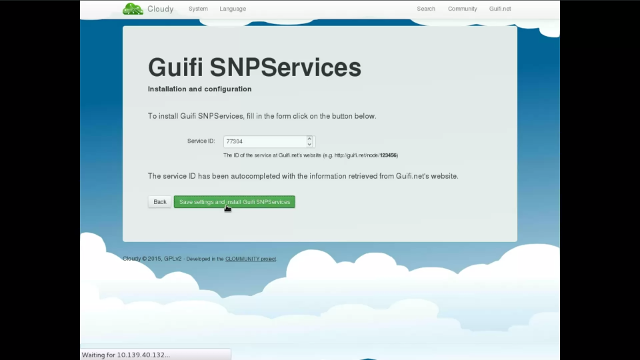 Cloudy System Language Search Community Guifi.net
Guifi SNPServices
Installation and configuration
To install Guifi SNPServices, fill in the form click on the button below.
Service ID: 77304
The ID of the service at Guifi.net's website (e.g. http://guifi.net/node/123456)
The service ID has been autocompleted with the information retrieved from Guifi.net's website.
Back Save settings and install Guifi SNPServices
Cloudy © 2015, GPLv2 - Developed in the CLOMMUNITY project.
Waiting for 10.139.40.132...